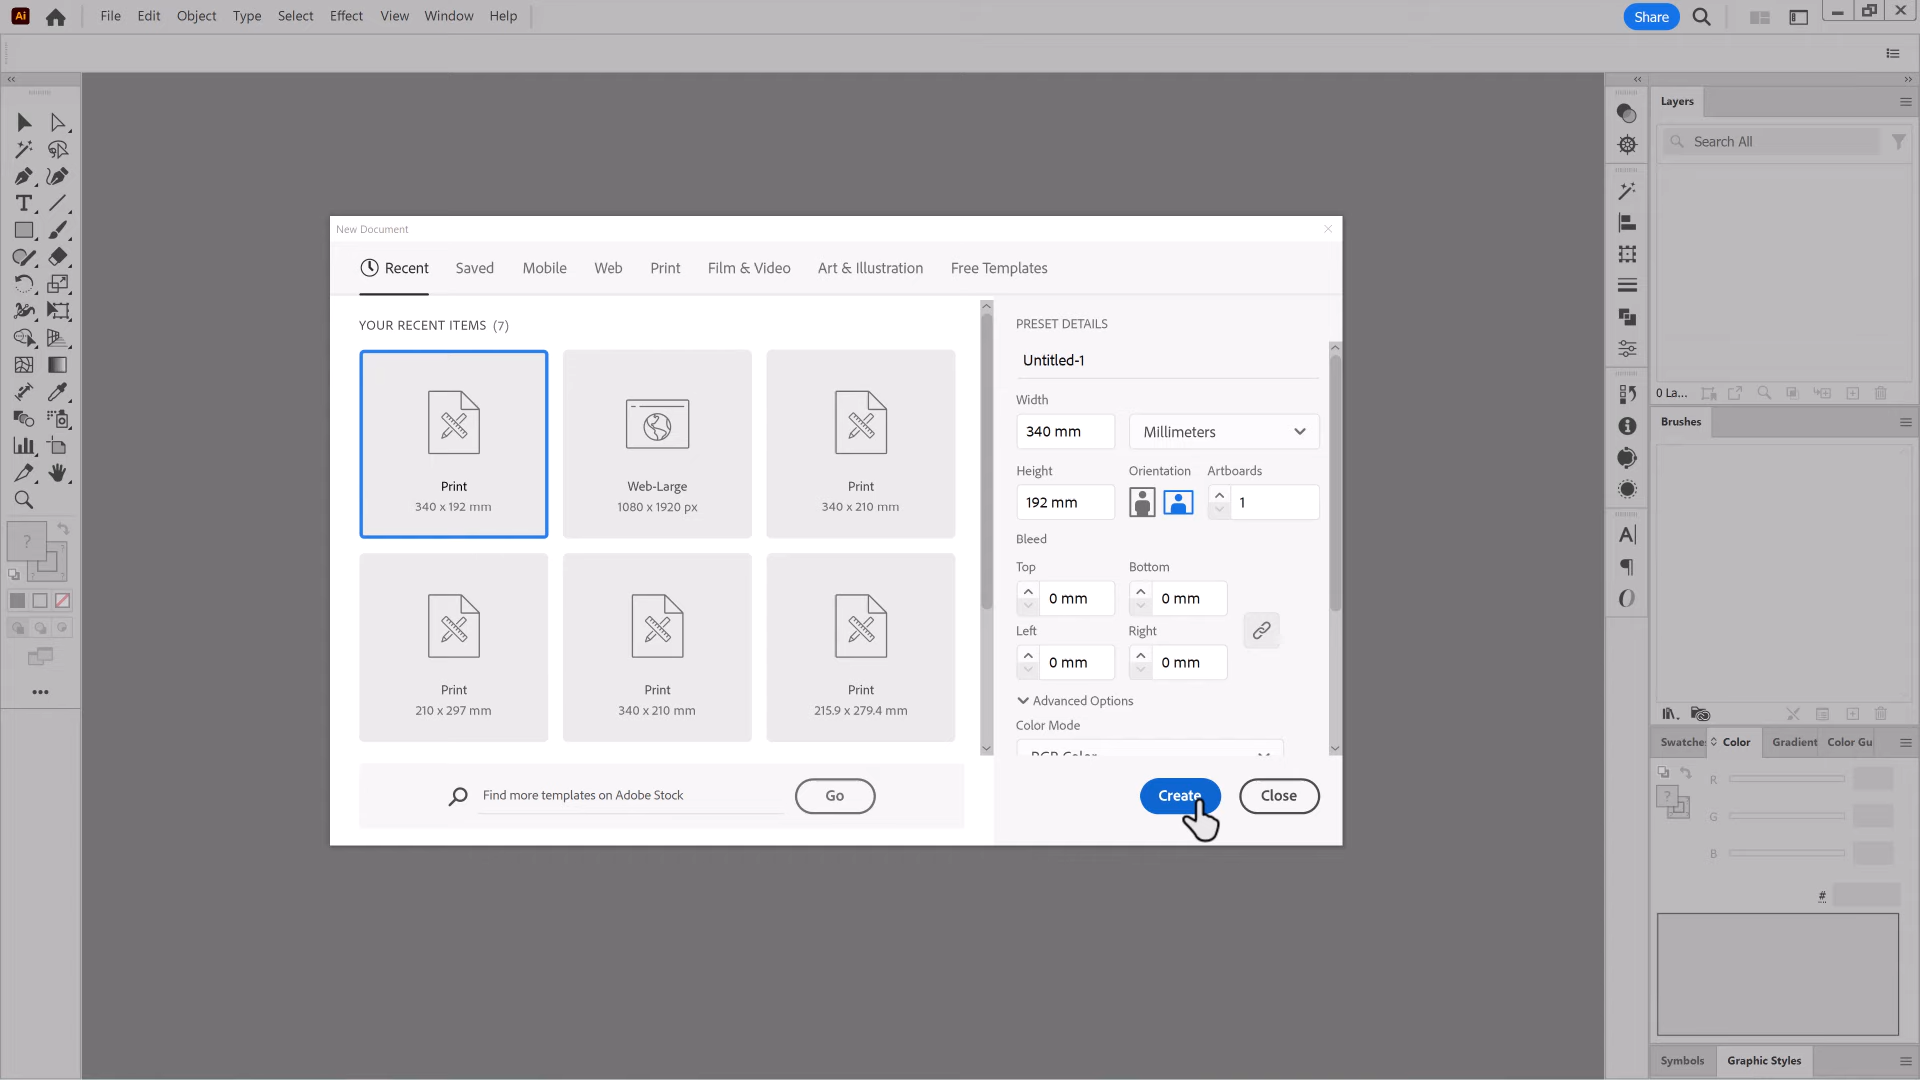 Ai File Edit Object Type Select Effect View Window Help Share
Layers
Search All
New Document
Recent Saved Mobile Web Print Film & Video Art & Illustration Free Templates
YOUR RECENT ITEMS (7)
PRESET DETAILS
Untitled-1
Width
340 mm Millimeters
Height Orientation Artboards
192 mm 1
Bleed
Top Bottom
0 mm 0 mm
Left Right
0 mm 0 mm
Advanced Options
Color Mode
RGB Color
Print
340 x 192 mm
Web-Large
1080 x 1920 px
Print
340 x 210 mm
Print
210 x 297 mm
Print
340 x 210 mm
Print
215.9 x 279.4 mm
Find more templates on Adobe Stock Go
Create Close
0 La...
Brushes
Swatche Color Gradient Color Gu
R
G
B
#
Symbols Graphic Styles